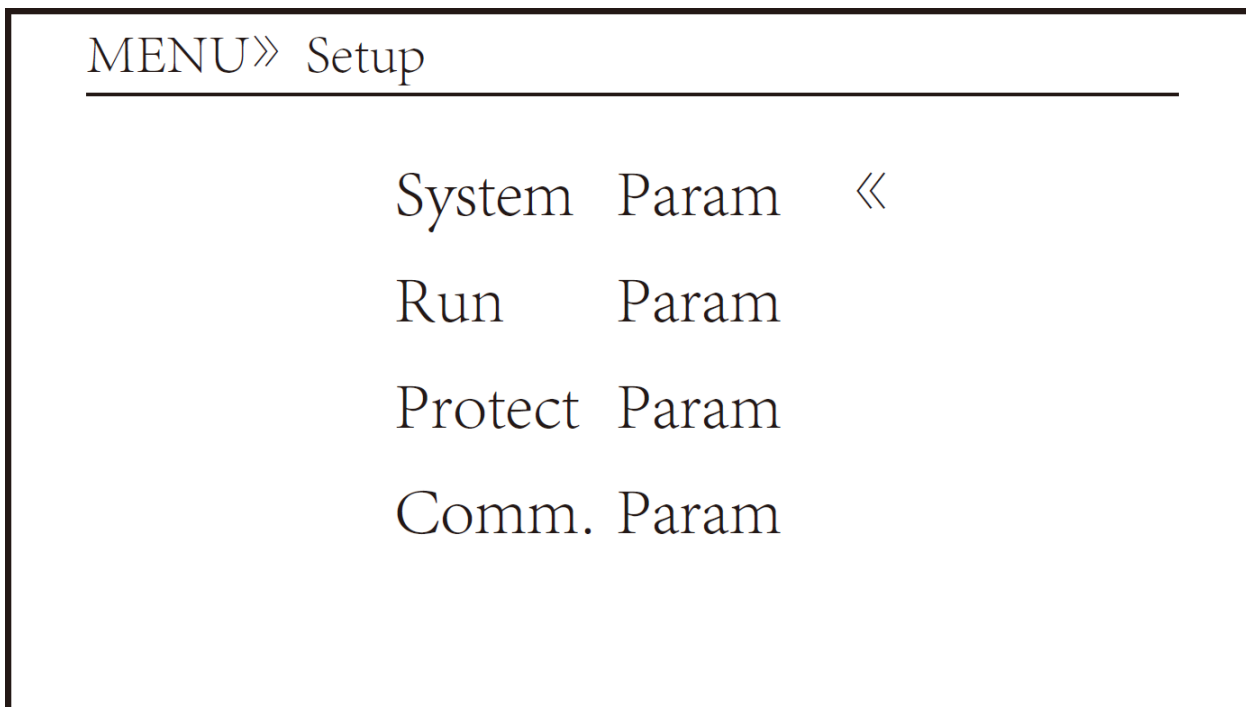 MENU》 Setup
System Param 《
Run Param
Protect Param
Comm. Param